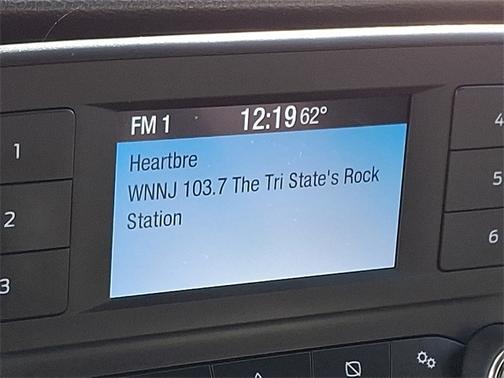 FM 1 12:19 62°
Heartbre
WNNJ 103.7 The Tri State's Rock
Station
1
2
3
4
5
6